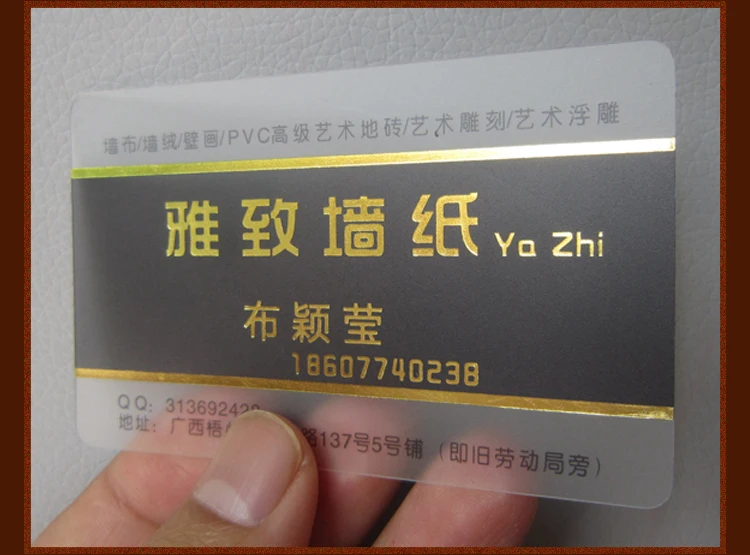 墙布/墙绒/壁画/PVC高级艺术地砖/艺术雕刻/艺术浮雕
雅致墙纸 Ya Zhi
布颖莹
18607740238
QQ: 313692420
地址: 广西梧 路137号5号铺 (即旧劳动局旁)